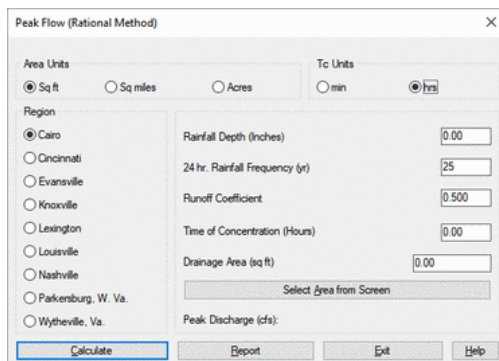 Peak Flow (Rational Method)
Area Units
Sq ft
Sq miles
Acres
Tc Units
min
hrs
Region
Cairo
Cincinnati
Evansville
Knoxville
Lexington
Louisville
Nashville
Parkersburg, W. Va.
Wytheville, Va.
Rainfall Depth (Inches) 0.00
24 hr. Rainfall Frequency (yr) 25
Runoff Coefficient 0.500
Time of Concentration (Hours) 0.00
Drainage Area (sq ft) 0.00
Select Area from Screen
Peak Discharge (cfs):
Calculate
Report
Exit
Help